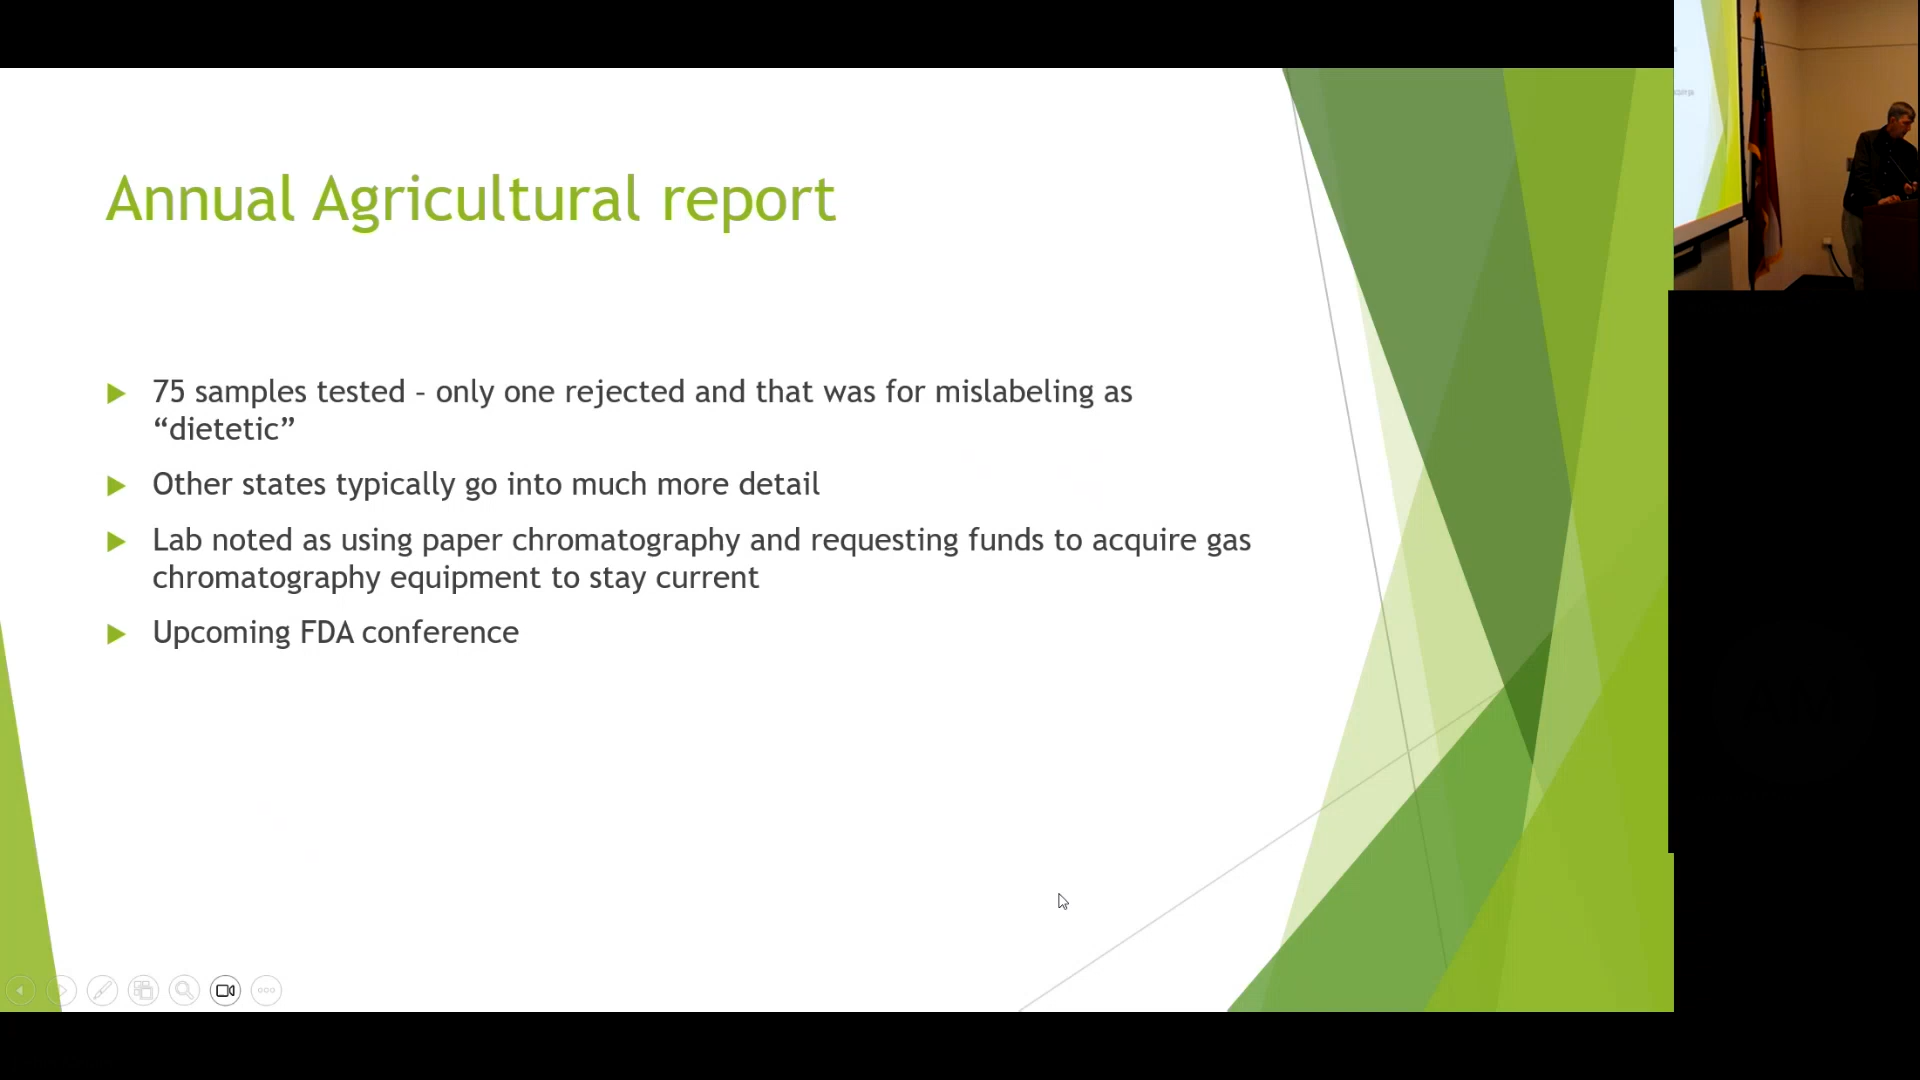 Annual Agricultural report
75 samples tested – only one rejected and that was for mislabeling as
“dietetic”
Other states typically go into much more detail
Lab noted as using paper chromatography and requesting funds to acquire gas
chromatography equipment to stay current
Upcoming FDA conference